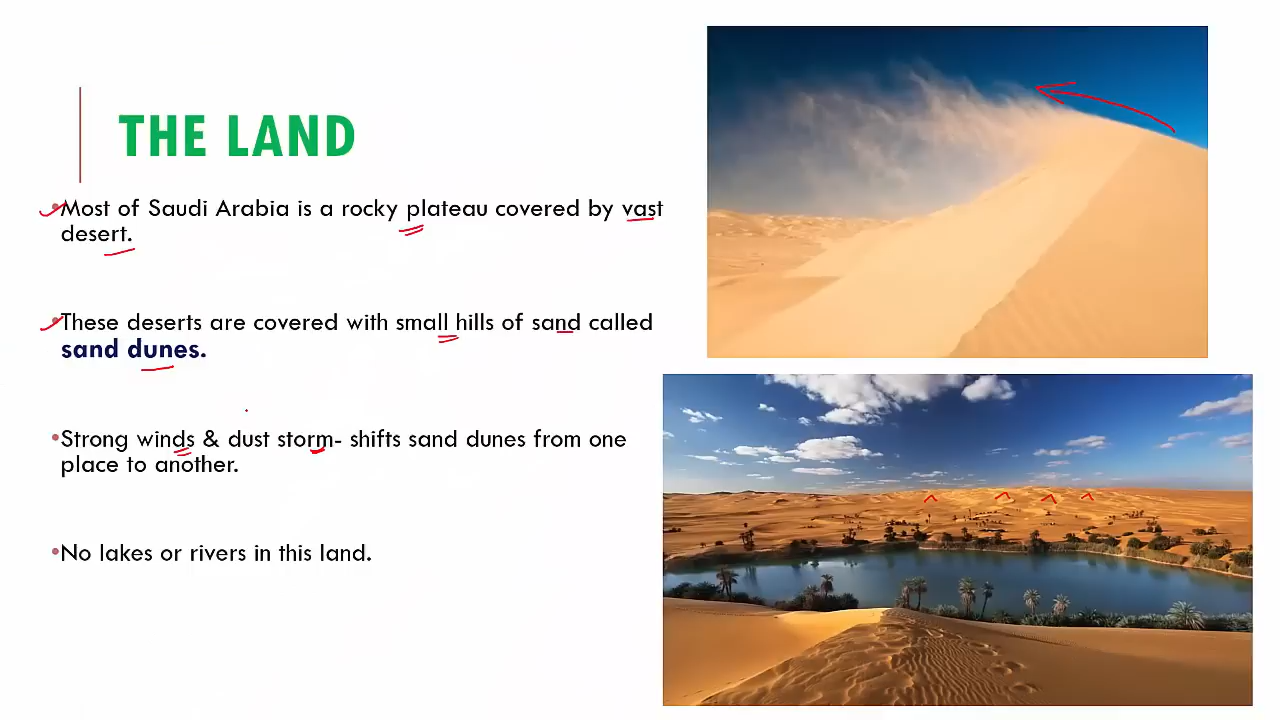 THE LAND
•Most of Saudi Arabia is a rocky plateau covered by vast
desert.
•These deserts are covered with small hills of sand called
sand dunes.
•Strong winds & dust storm- shifts sand dunes from one
place to another.
•No lakes or rivers in this land.